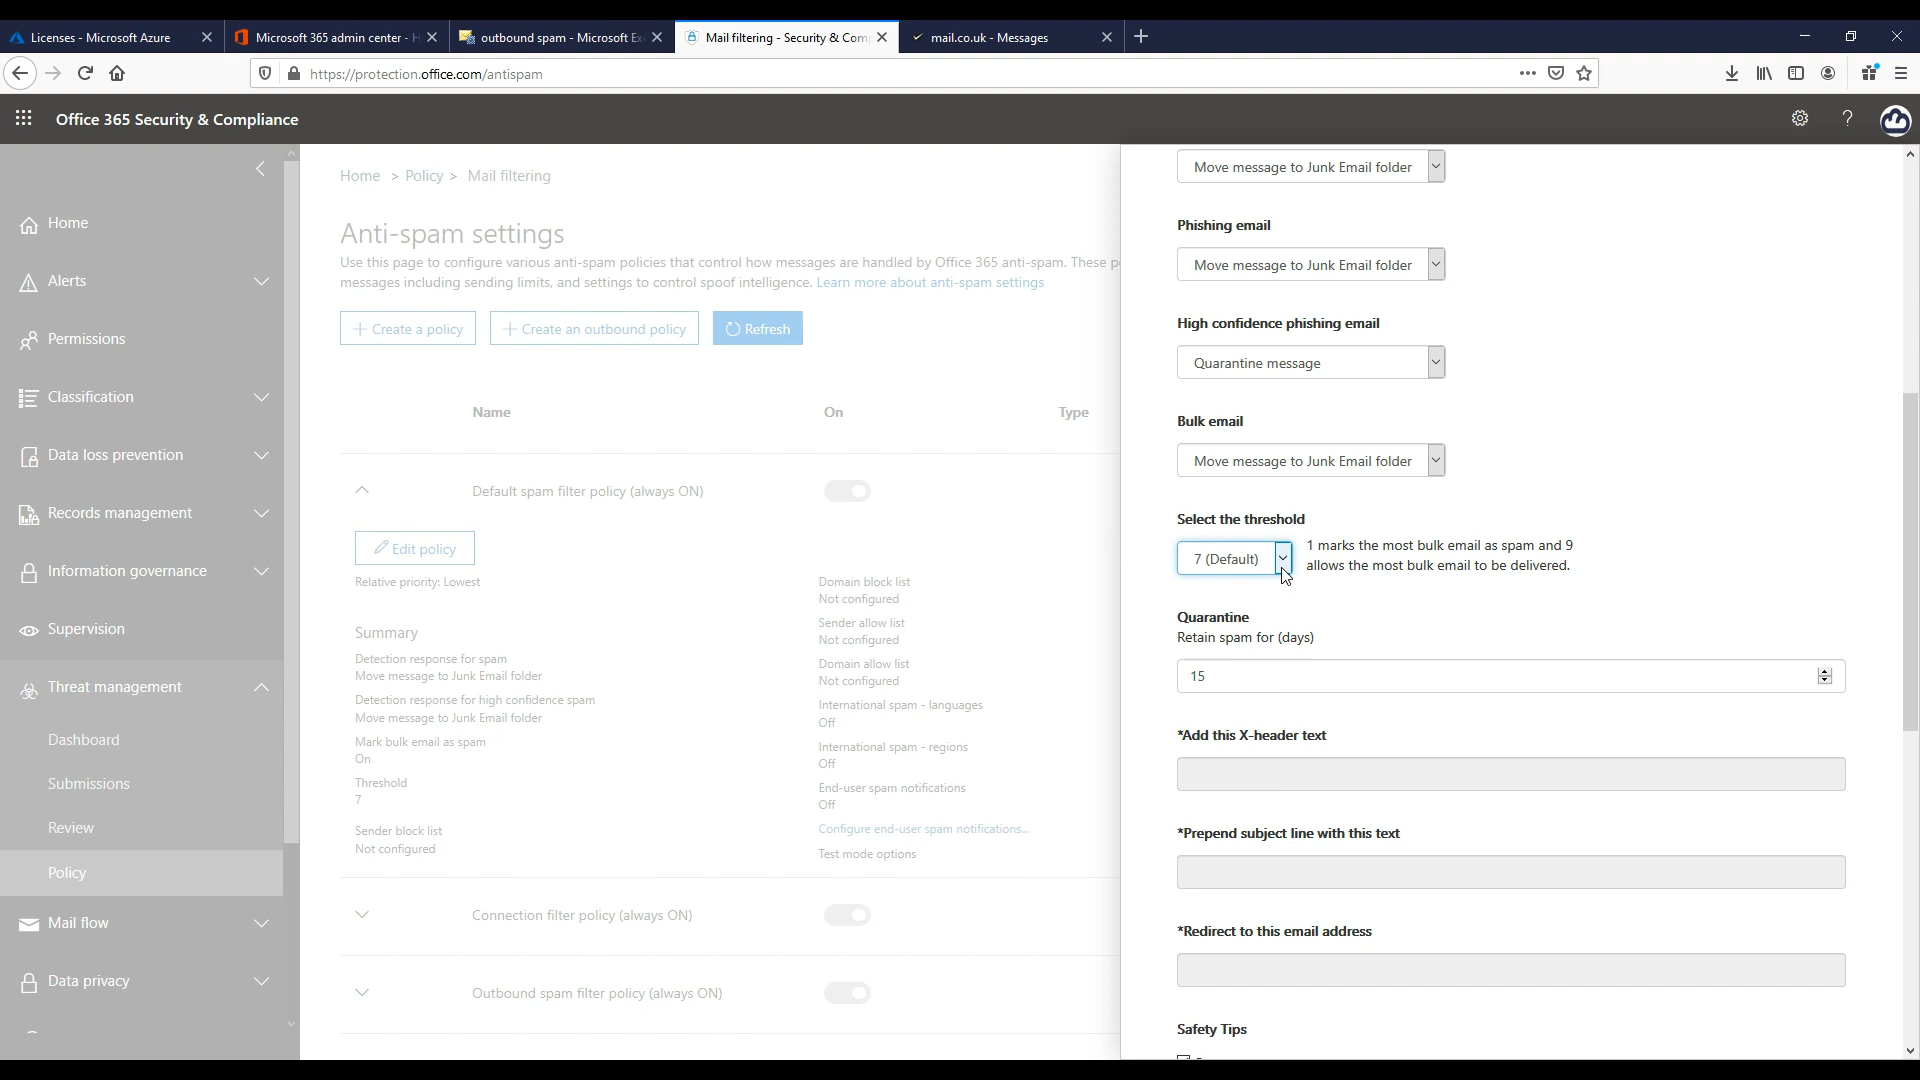 Licenses - Microsoft Azure
Microsoft 365 admin center - H
outbound spam - Microsoft Ex
Mail filtering - Security & Com
mail.co.uk - Messages
https://protection.office.com/antispam
Office 365 Security & Compliance
?
Home
Alerts
Permissions
Classification
Data loss prevention
Records management
Information governance
Supervision
Threat management
Dashboard
Submissions
Review
Policy
Mail flow
Data privacy
Home > Policy > Mail filtering
Anti-spam settings
Use this page to configure various anti-spam policies that control how messages are handled by Office 365 anti-spam. These p
messages including sending limits, and settings to control spoof intelligence. Learn more about anti-spam settings
Create a policy
Create an outbound policy
Refresh
Name On Type
Default spam filter policy (always ON)
Edit policy
Relative priority: Lowest
Summary
Detection response for spam
Move message to Junk Email folder
Detection response for high confidence spam
Move message to Junk Email folder
Mark bulk email as spam
On
Threshold
7
Sender block list
Not configured
Domain block list
Not configured
Sender allow list
Not configured
Domain allow list
Not configured
International spam - languages
Off
International spam - regions
Off
End-user spam notifications
Off
Configure end-user spam notifications...
Test mode options
Connection filter policy (always ON)
Outbound spam filter policy (always ON)
Move message to Junk Email folder
Phishing email
Move message to Junk Email folder
High confidence phishing email
Quarantine message
Bulk email
Move message to Junk Email folder
Select the threshold
7 (Default)
1 marks the most bulk email as spam and 9
allows the most bulk email to be delivered.
Quarantine
Retain spam for (days)
15
*Add this X-header text
*Prepend subject line with this text
*Redirect to this email address
Safety Tips